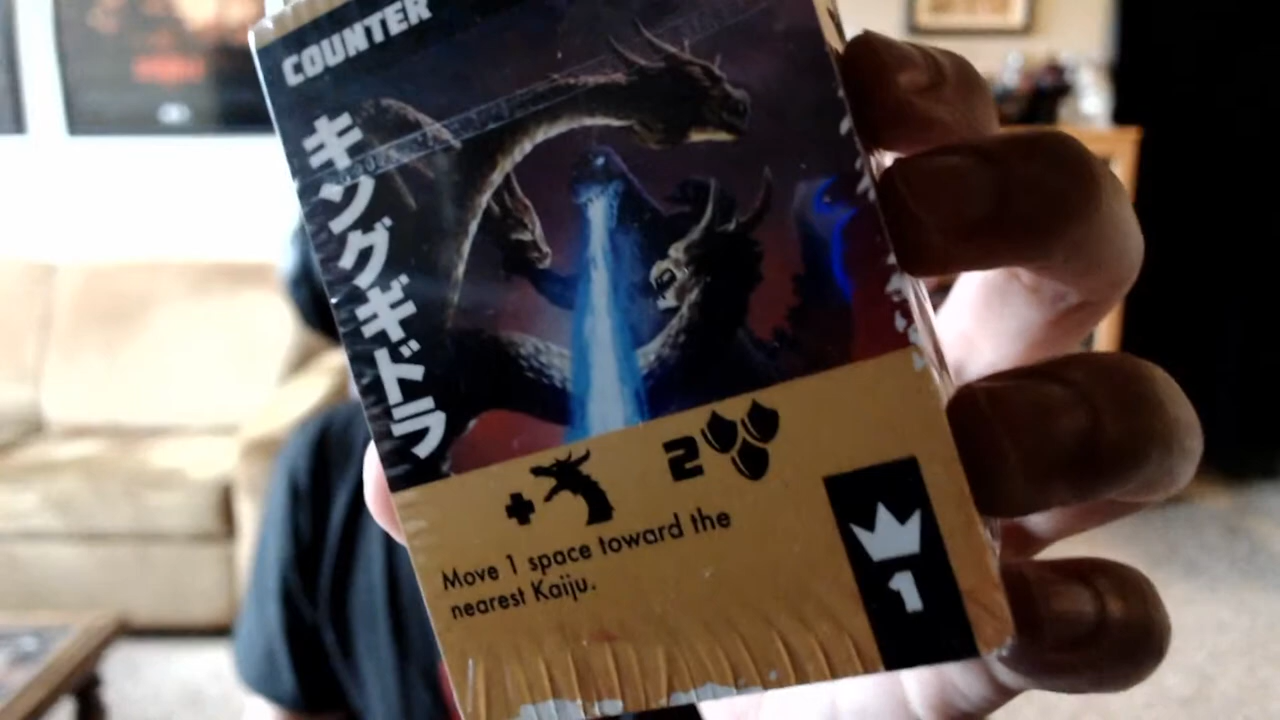 COUNTER
キングギドラ
+ 2
Move 1 space toward the
nearest Kaiju.
1